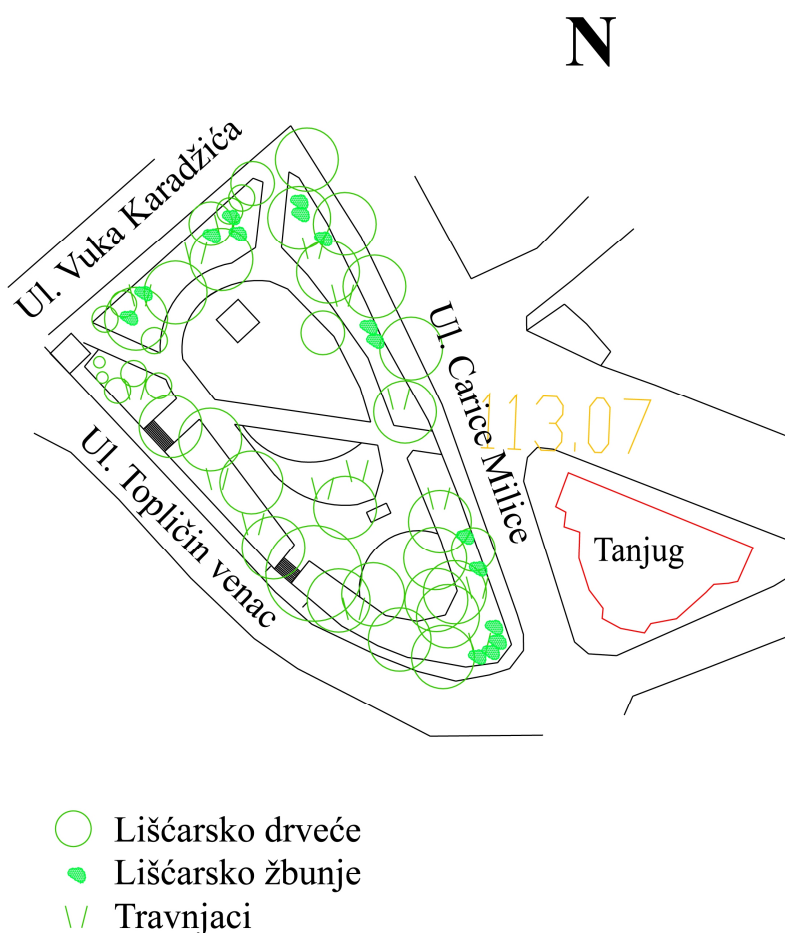 N
Ul. Vuka Karadžića
Ul. Carice Milice
113.07
Ul. Topličin venac
Tanjug
Lišćarsko drveće
Lišćarsko žbunje
Travnjaci